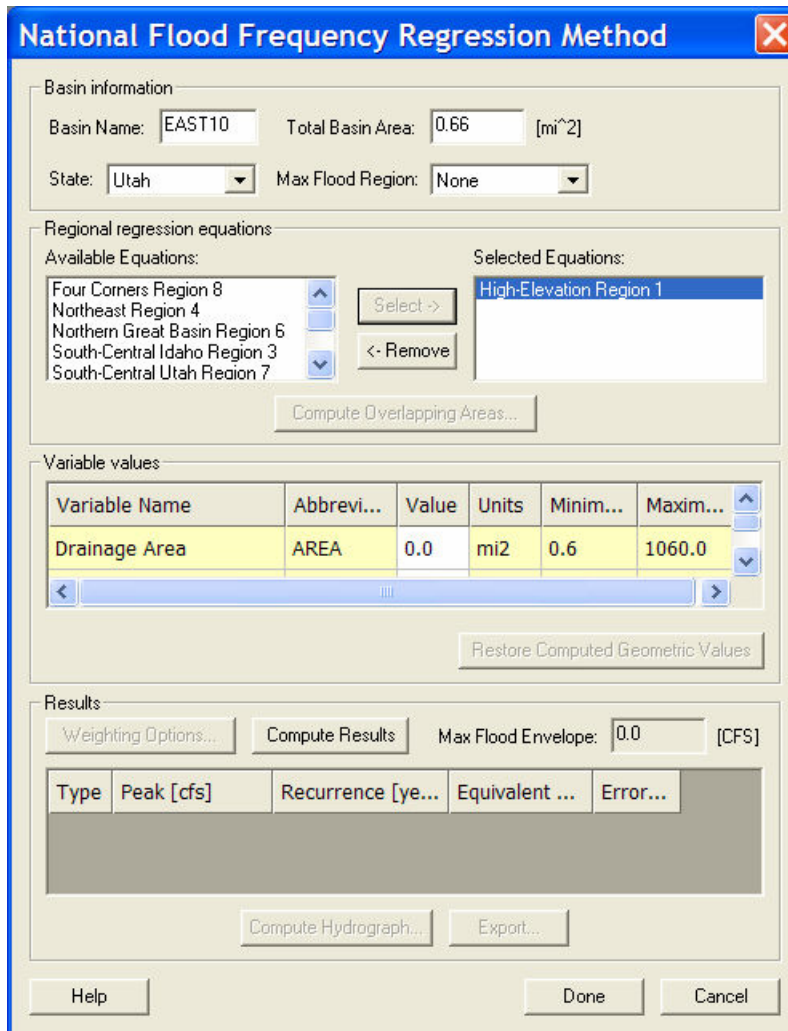 National Flood Frequency Regression Method
Basin information
Basin Name: EAST10 Total Basin Area: 0.66 [mi^2]
State: Utah Max Flood Region: None
Regional regression equations
Available Equations: Selected Equations:
Four Corners Region 8
Northeast Region 4
Northern Great Basin Region 6
South-Central Idaho Region 3
South-Central Utah Region 7
Select ->
<- Remove
High-Elevation Region 1
Compute Overlapping Areas...
Variable values
Variable Name Abbrevi... Value Units Minim... Maxim...
Drainage Area AREA 0.0 mi2 0.6 1060.0
Restore Computed Geometric Values
Results
Weighting Options... Compute Results Max Flood Envelope: 0.0 [CFS]
Type Peak [cfs] Recurrence [ye... Equivalent ... Error...
Compute Hydrograph... Export...
Help Done Cancel